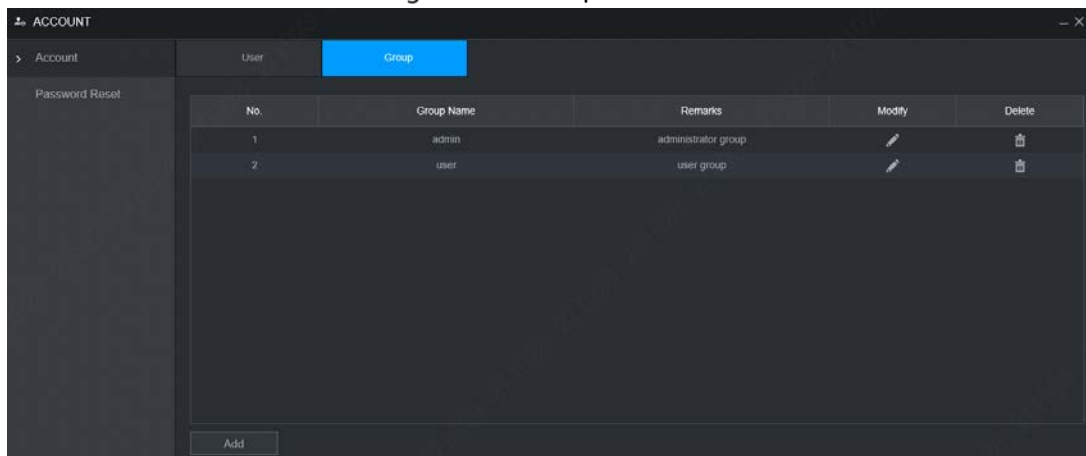 ACCOUNT
Account
User Group
Password Reset
No. Group Name Remarks Modify Delete
1 admin administrator group
2 user user group
Add